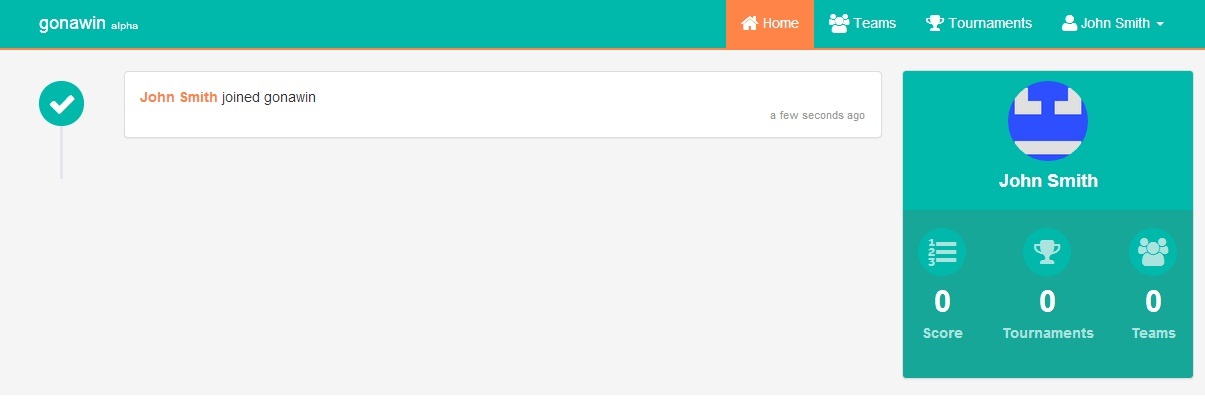 gonawin alpha
Home Teams Tournaments John Smith
John Smith joined gonawin
a few seconds ago
John Smith
1
2
3
0 0 0
Score Tournaments Teams